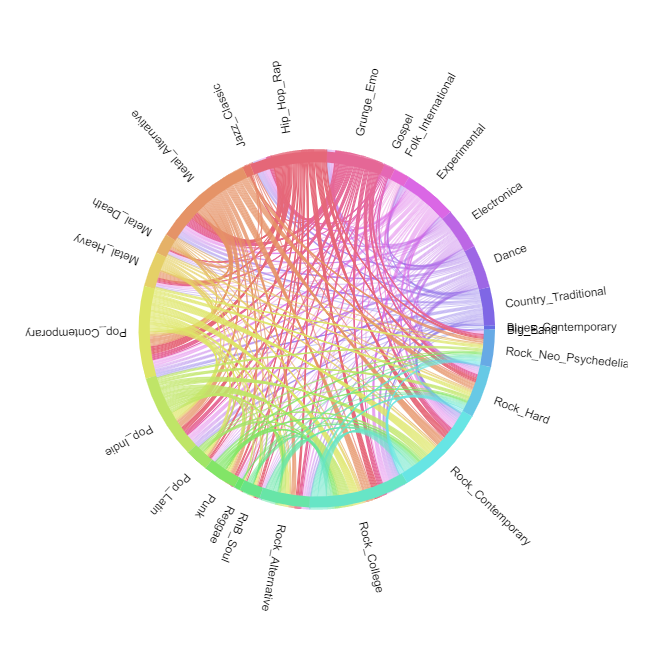 Hip_Hop_Rap
Grunge_Emo
Gospel
Folk_International
Experimental
Electronica
Dance
Country_Traditional
Blues_Contemporary
Big_Band
Rock_Neo_Psychedelia
Rock_Hard
Rock_Contemporary
Rock_College
Rock_Alternative
RnB_Soul
Reggae
Punk
Pop_Latin
Pop_Indie
Pop_Contemporary
Metal_Heavy
Metal_Death
Metal_Alternative
Jazz_Classic